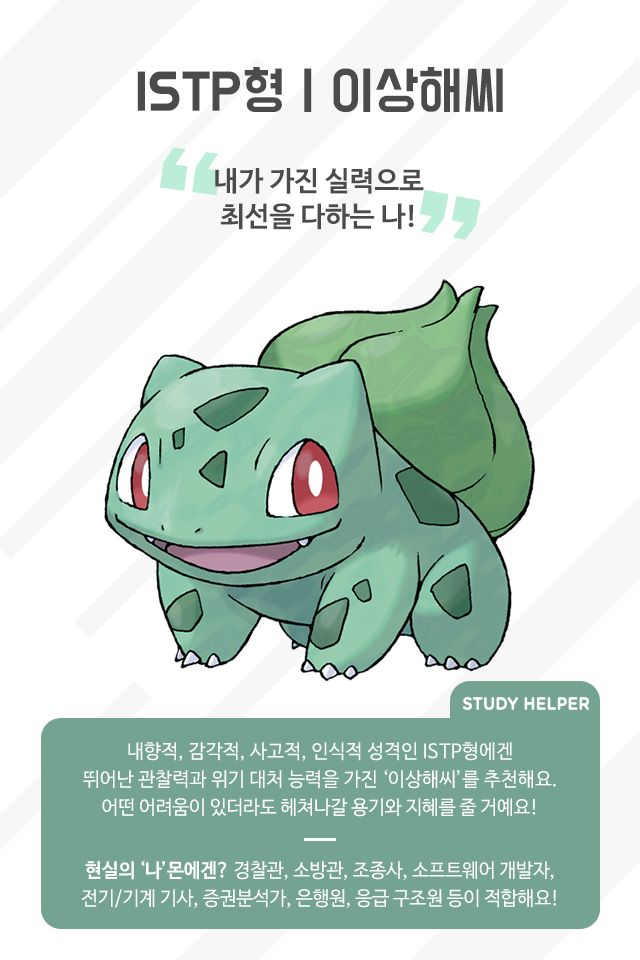 ISTP형 | 이상해씨
“내가 가진 실력으로
최선을 다하는 나!”
STUDY HELPER
내향적, 감각적, 사고적, 인식적 성격인 ISTP형에겐
뛰어난 관찰력과 위기 대처 능력을 가진 ‘이상해씨’를 추천해요.
어떤 어려움이 있더라도 헤쳐나갈 용기와 지혜를 줄 거예요!
현실의 ‘나’몬에겐? 경찰관, 소방관, 조종사, 소프트웨어 개발자,
전기/기계 기사, 증권분석가, 은행원, 응급 구조원 등이 적합해요!